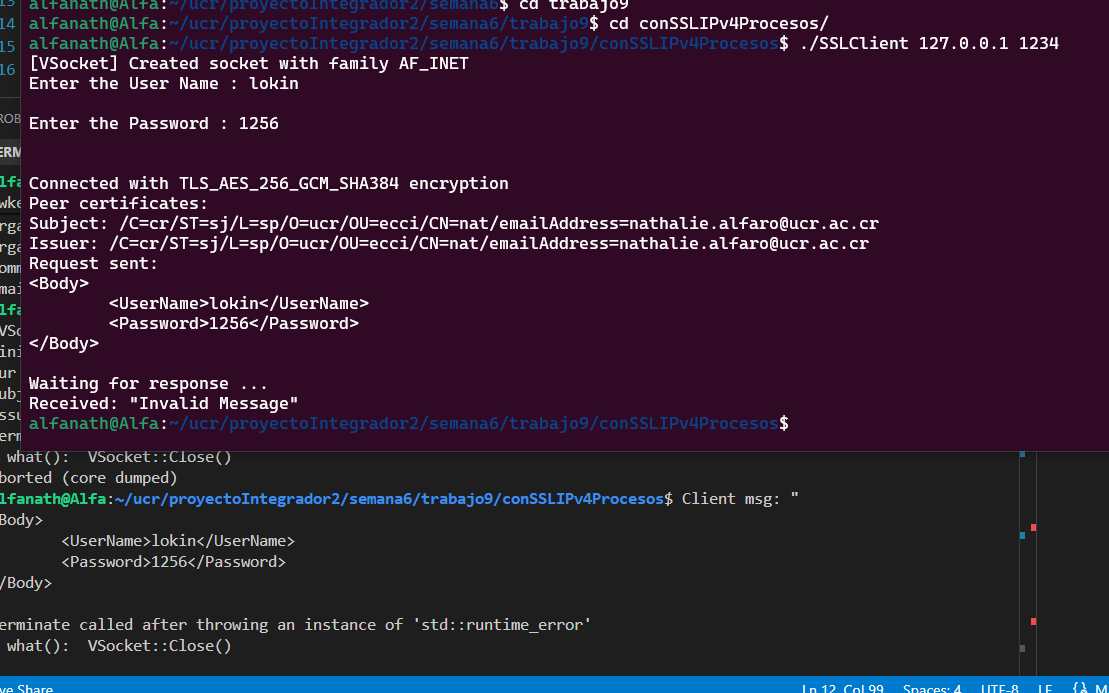 13 alfanath@Alfa:~/ucr/proyectoIntegrador2/semana6$ cd trabajo9
14 alfanath@Alfa:~/ucr/proyectoIntegrador2/semana6/trabajo9$ cd conSSLIPv4Procesos/
15 alfanath@Alfa:~/ucr/proyectoIntegrador2/semana6/trabajo9/conSSLIPv4Procesos$ ./SSLClient 127.0.0.1 1234
16 [VSocket] Created socket with family AF_INET
Enter the User Name : lokin
Enter the Password : 1256
Connected with TLS_AES_256_GCM_SHA384 encryption
Peer certificates:
Subject: /C=cr/ST=sj/L=sp/O=ucr/OU=ecci/CN=nat/emailAddress=nathalie.alfaro@ucr.ac.cr
Issuer: /C=cr/ST=sj/L=sp/O=ucr/OU=ecci/CN=nat/emailAddress=nathalie.alfaro@ucr.ac.cr
Request sent:
<Body>
<UserName>lokin</UserName>
<Password>1256</Password>
</Body>
Waiting for response ...
Received: "Invalid Message"
alfanath@Alfa:~/ucr/proyectoIntegrador2/semana6/trabajo9/conSSLIPv4Procesos$
what(): VSocket::Close()
borted (core dumped)
lfanath@Alfa:~/ucr/proyectoIntegrador2/semana6/trabajo9/conSSLIPv4Procesos$ Client msg: "
Body>
<UserName>lokin</UserName>
<Password>1256</Password>
/Body>
erminate called after throwing an instance of 'std::runtime_error'
what(): VSocket::Close()
ve Share Ln 12, Col 99 Spaces: 4 UTF-8 LF {} M